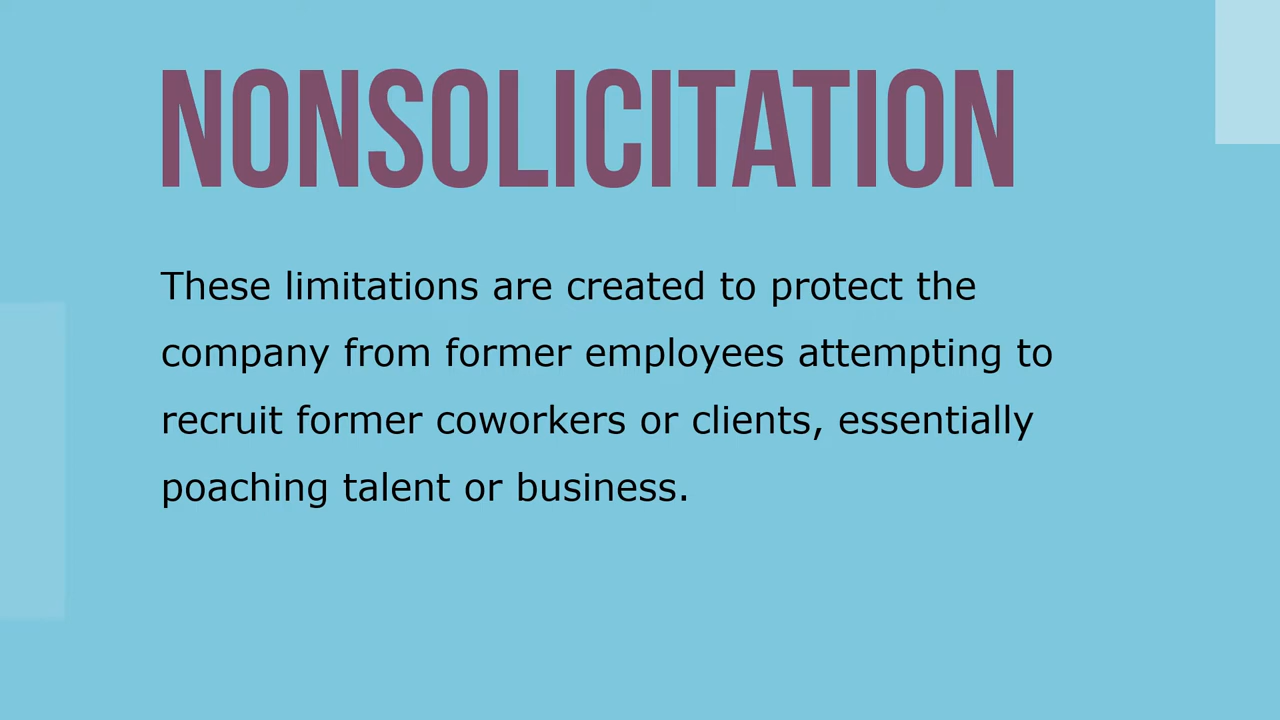 NONSOLICITATION
These limitations are created to protect the
company from former employees attempting to
recruit former coworkers or clients, essentially
poaching talent or business.